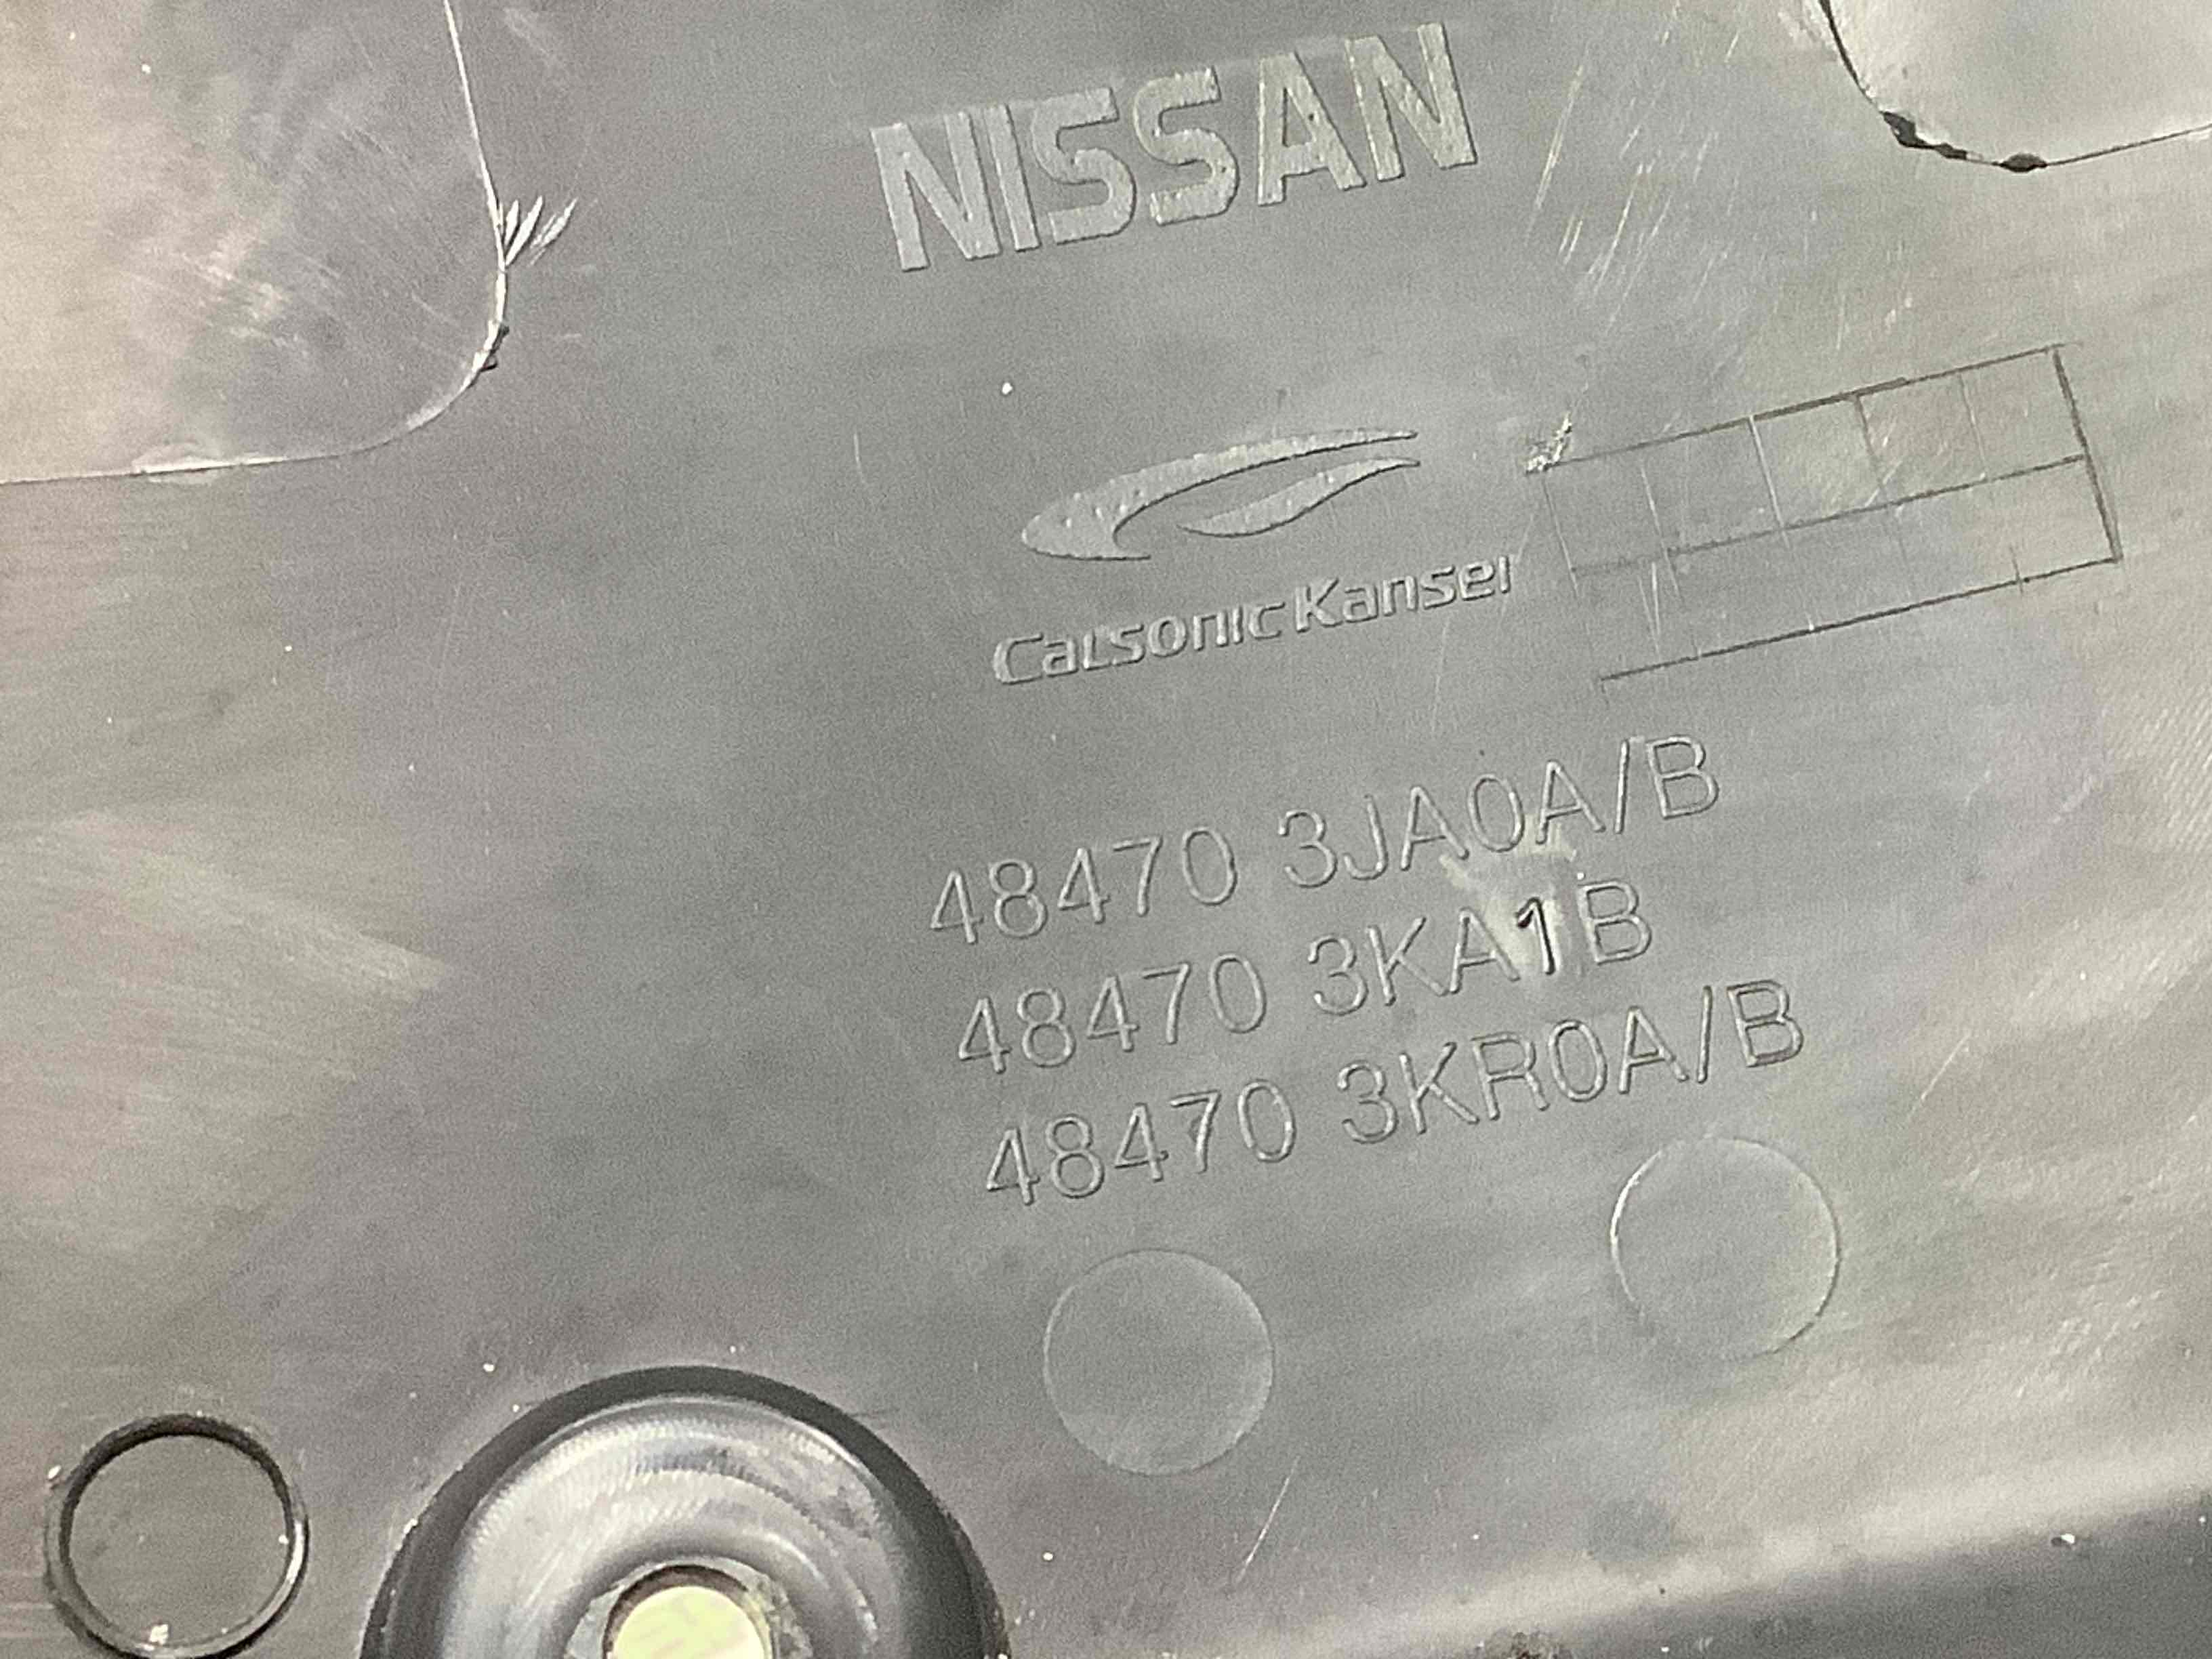 NISSAN
CalsonicKansei
48470 3JA0A/B
48470 3KA1B
48470 3KR0A/B